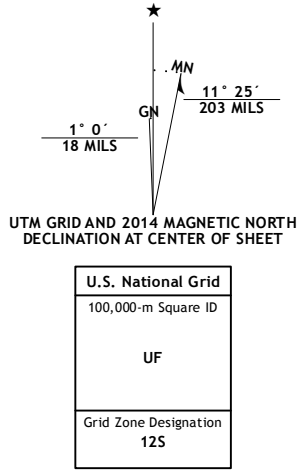 ★
MN
GN
11° 25´
203 MILS
1° 0´
18 MILS
UTM GRID AND 2014 MAGNETIC NORTH
DECLINATION AT CENTER OF SHEET
U.S. National Grid
100,000-m Square ID
UF
Grid Zone Designation
12S